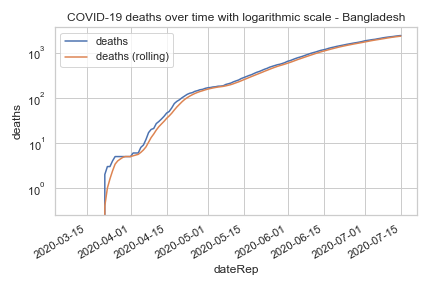 COVID-19 deaths over time with logarithmic scale - Bangladesh
deaths
deaths (rolling)
10³
10²
10¹
10⁰
deaths
2020-03-15
2020-04-01
2020-04-15
2020-05-01
2020-05-15
2020-06-01
2020-06-15
2020-07-01
2020-07-15
dateRep